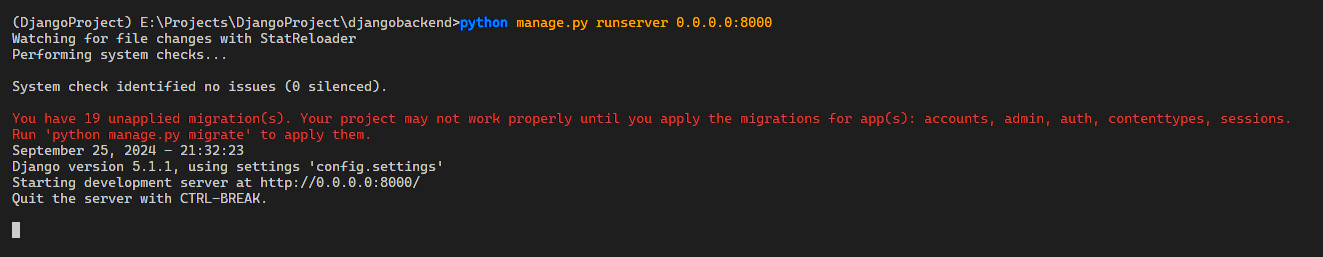 (DjangoProject) E:\Projects\DjangoProject\djangobackend>python manage.py runserver 0.0.0.0:8000
Watching for file changes with StatReloader
Performing system checks...
System check identified no issues (0 silenced).
You have 19 unapplied migration(s). Your project may not work properly until you apply the migrations for app(s): accounts, admin, auth, contenttypes, sessions.
Run 'python manage.py migrate' to apply them.
September 25, 2024 - 21:32:23
Django version 5.1.1, using settings 'config.settings'
Starting development server at http://0.0.0.0:8000/
Quit the server with CTRL-BREAK.